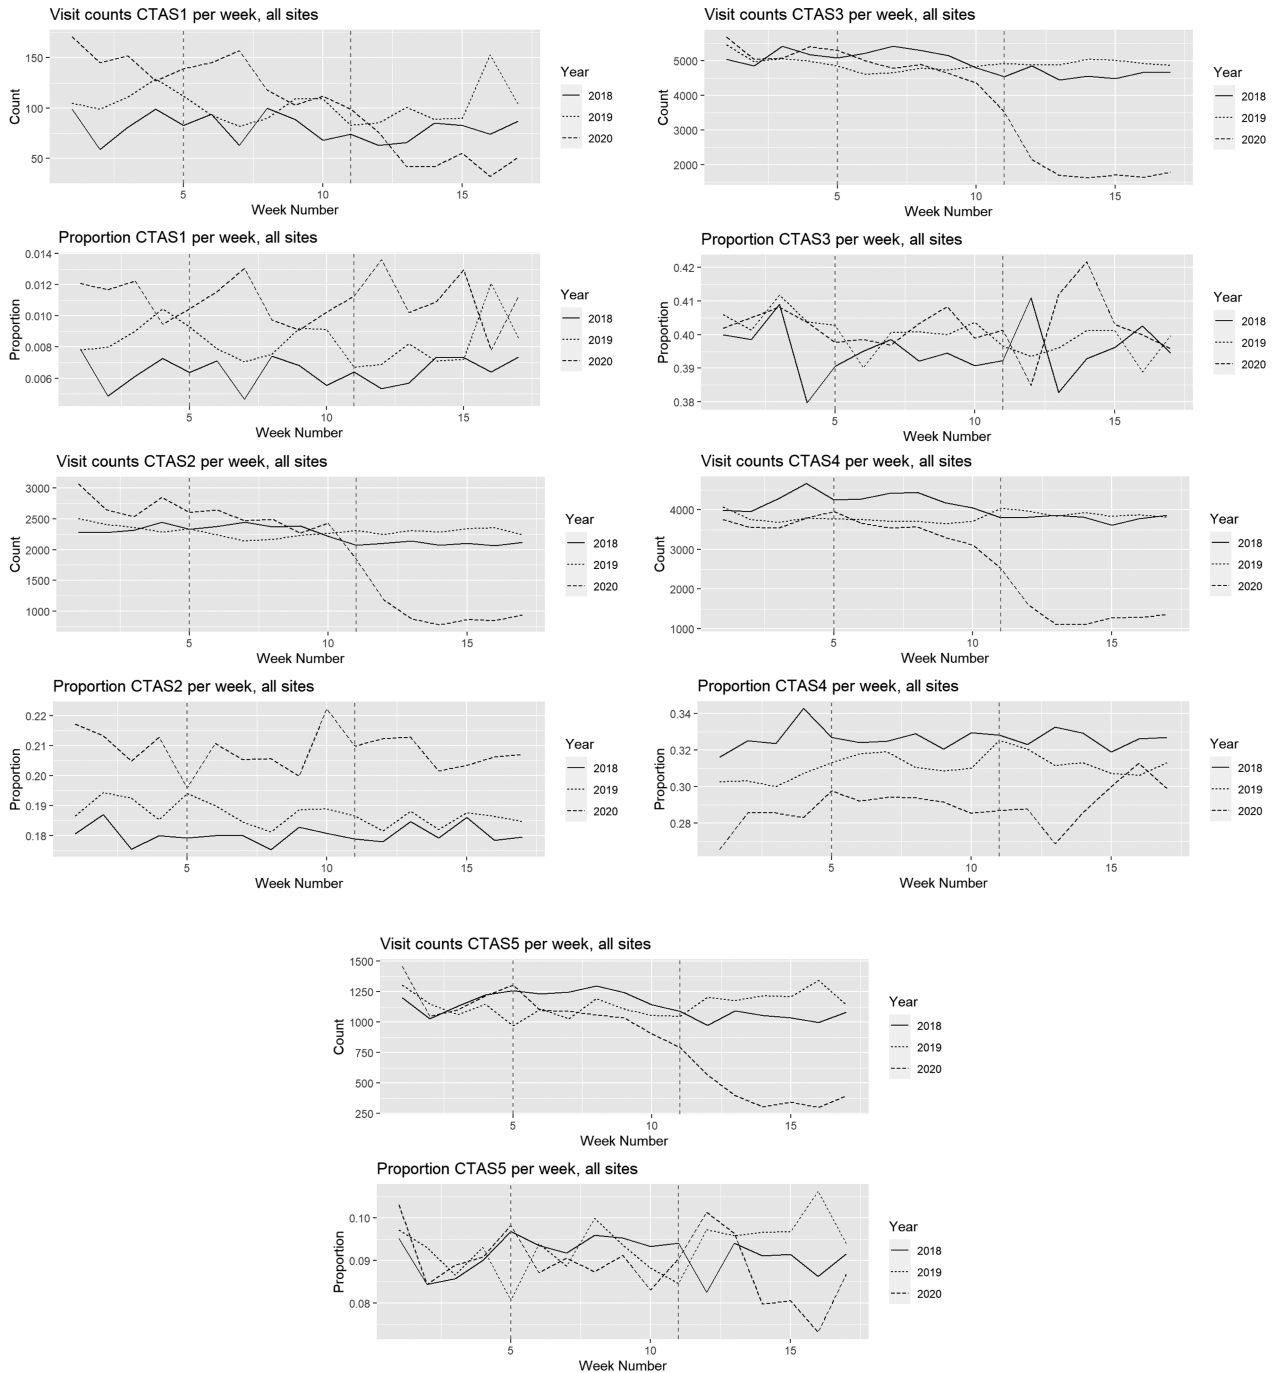 Visit counts CTAS1 per week, all sites
150
100
50
Count
5
10
15
Week Number
Year
2018
2019
2020
Proportion CTAS1 per week, all sites
0.014
0.012
0.010
0.008
0.006
Proportion
5
10
15
Week Number
Year
2018
2019
2020
Visit counts CTAS2 per week, all sites
3000
2500
2000
1500
1000
Count
5
10
15
Week Number
Year
2018
2019
2020
Proportion CTAS2 per week, all sites
0.22
0.21
0.20
0.19
0.18
Proportion
5
10
15
Week Number
Year
2018
2019
2020
Visit counts CTAS3 per week, all sites
5000
4000
3000
2000
Count
5
10
15
Week Number
Year
2018
2019
2020
Proportion CTAS3 per week, all sites
0.42
0.41
0.40
0.39
0.38
Proportion
5
10
15
Week Number
Year
2018
2019
2020
Visit counts CTAS4 per week, all sites
4000
3000
2000
1000
Count
5
10
15
Week Number
Year
2018
2019
2020
Proportion CTAS4 per week, all sites
0.34
0.32
0.30
0.28
Proportion
5
10
15
Week Number
Year
2018
2019
2020
Visit counts CTAS5 per week, all sites
1500
1250
1000
750
500
250
Count
5
10
15
Week Number
Year
2018
2019
2020
Proportion CTAS5 per week, all sites
0.10
0.09
0.08
Proportion
5
10
15
Week Number
Year
2018
2019
2020